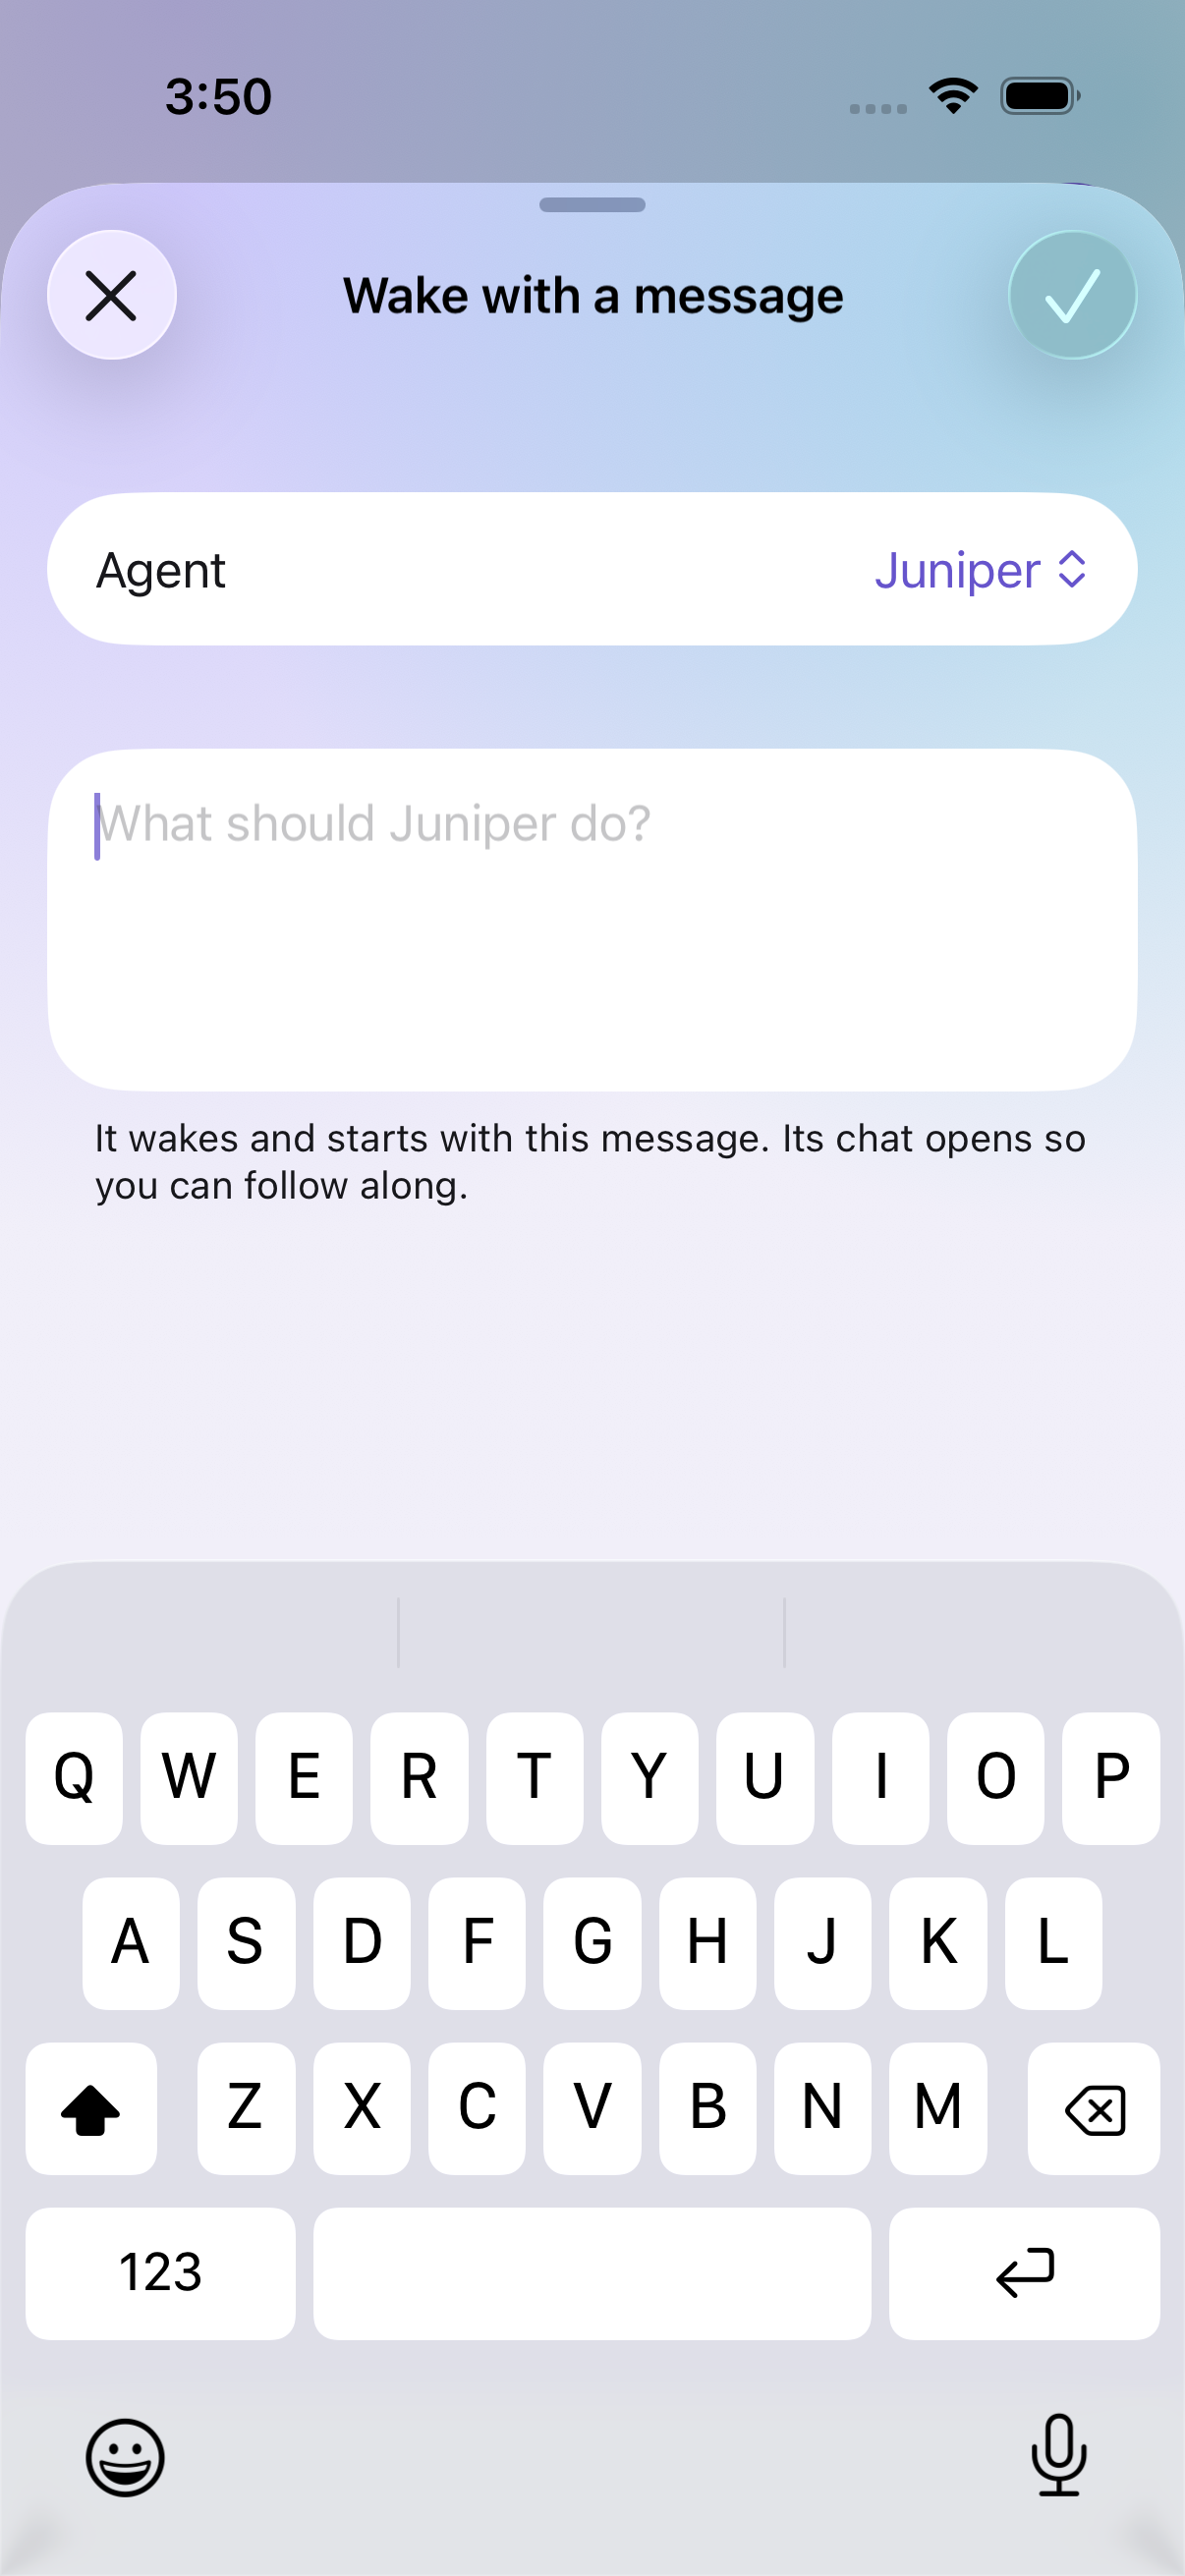 3:50
Wake with a message
Agent
Juniper
What should Juniper do?
It wakes and starts with this message. Its chat opens so
you can follow along.
Q W E R T Y U I O P
A S D F G H J K L
Z X C V B N M
123